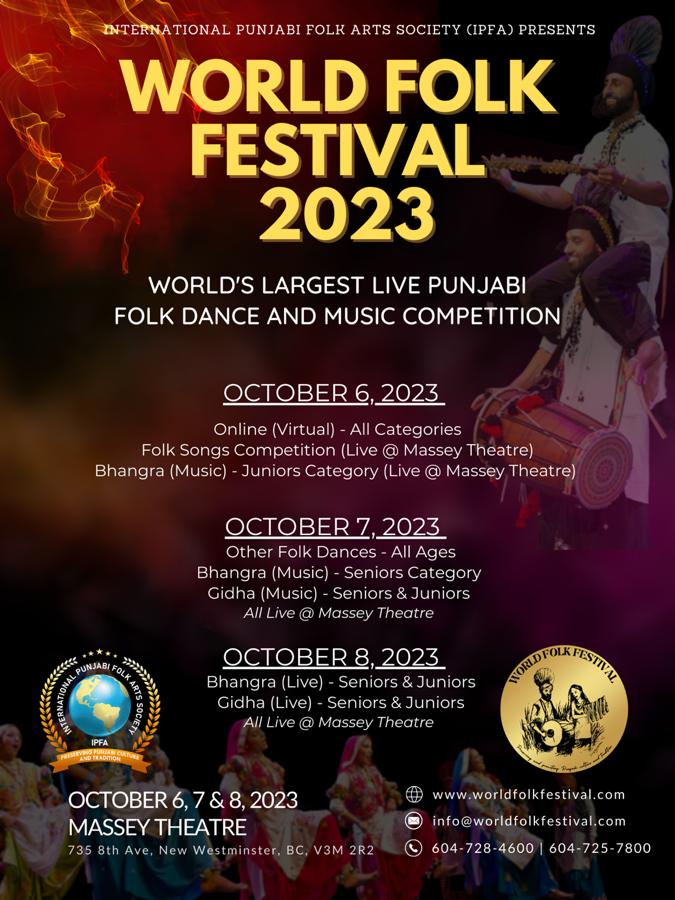 INTERNATIONAL PUNJABI FOLK ARTS SOCIETY (IPFA) PRESENTS
WORLD FOLK
FESTIVAL
2023
WORLD'S LARGEST LIVE PUNJABI
FOLK DANCE AND MUSIC COMPETITION
OCTOBER 6, 2023
Online (Virtual) - All Categories
Folk Songs Competition (Live @ Massey Theatre)
Bhangra (Music) - Juniors Category (Live @ Massey Theatre)
OCTOBER 7, 2023
Other Folk Dances - All Ages
Bhangra (Music) - Seniors Category
Gidha (Music) - Seniors & Juniors
All Live @ Massey Theatre
OCTOBER 8, 2023
Bhangra (Live) - Seniors & Juniors
Gidha (Live) - Seniors & Juniors
All Live @ Massey Theatre
INTERNATIONAL PUNJABI FOLK ARTS SOCIETY
IPFA
PRESERVING PUNJABI CULTURE
AND TRADITION
WORLD FOLK FESTIVAL
OCTOBER 6, 7 & 8, 2023
MASSEY THEATRE
735 8th Ave, New Westminster, BC, V3M 2R2
www.worldfolkfestival.com
info@worldfolkfestival.com
604-728-4600 | 604-725-7800